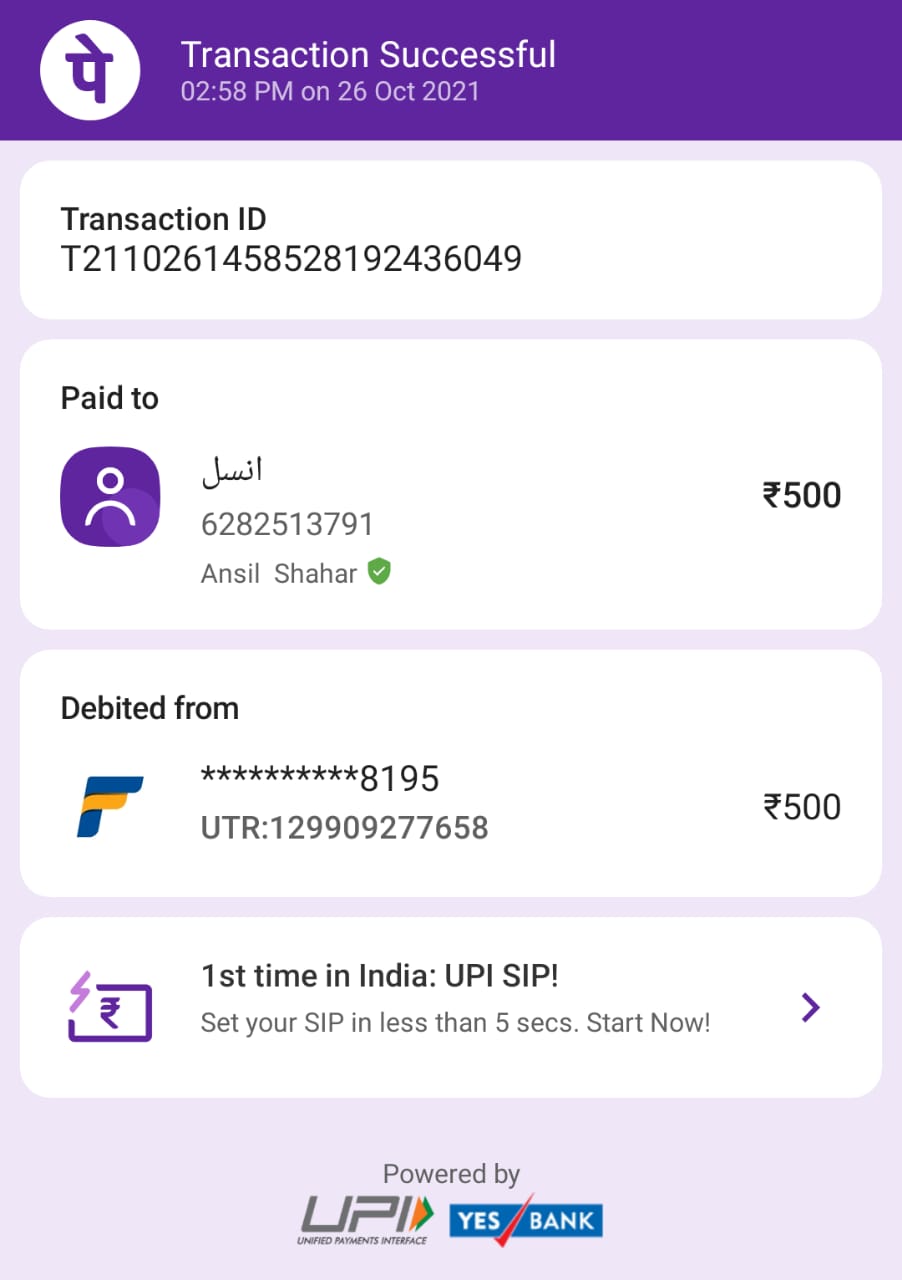 पे
Transaction Successful
02:58 PM on 26 Oct 2021
Transaction ID
T2110261458528192436049
Paid to
انسل
₹500
6282513791
Ansil Shahar
Debited from
**********8195
₹500
UTR:129909277658
1st time in India: UPI SIP!
Set your SIP in less than 5 secs. Start Now!
Powered by
UPI
UNIFIED PAYMENTS INTERFACE
YES BANK